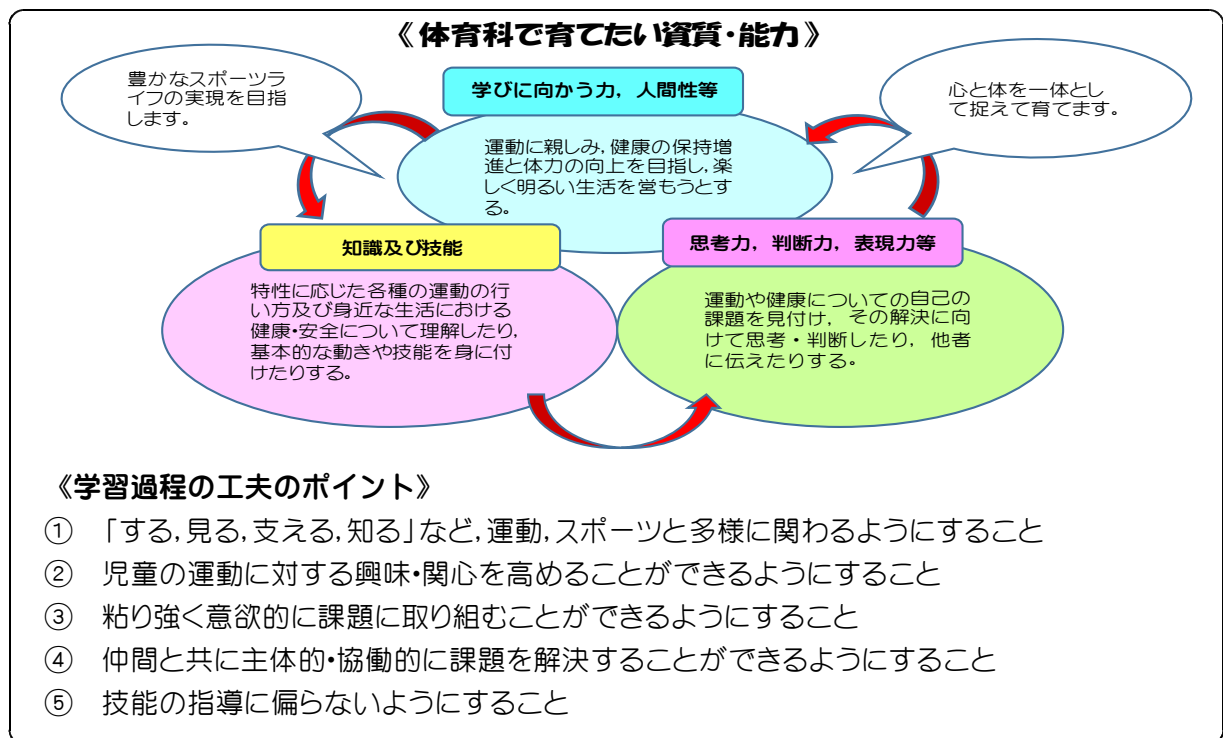 《体育科で育てたい資質・能力》
豊かなスポーツラ
イフの実現を目指
します。
学びに向かう力，人間性等
心と体を一体とし
て捉えて育てます。
運動に親しみ，健康の保持増
進と体力の向上を目指し，楽
しく明るい生活を営もうとす
る。
知識及び技能
思考力，判断力，表現力等
特性に応じた各種の運動の行
い方及び身近な生活における
健康・安全について理解したり，
基本的な動きや技能を身に付
けたりする。
運動や健康についての自己の
課題を見付け，その解決に向
けて思考・判断したり，他者
に伝えたりする。
《学習過程の工夫のポイント》
① 「する，見る，支える，知る」など，運動，スポーツと多様に関わるようにすること
② 児童の運動に対する興味・関心を高めることができるようにすること
③ 粘り強く意欲的に課題に取り組むことができるようにすること
④ 仲間と共に主体的・協働的に課題を解決することができるようにすること
⑤ 技能の指導に偏らないようにすること